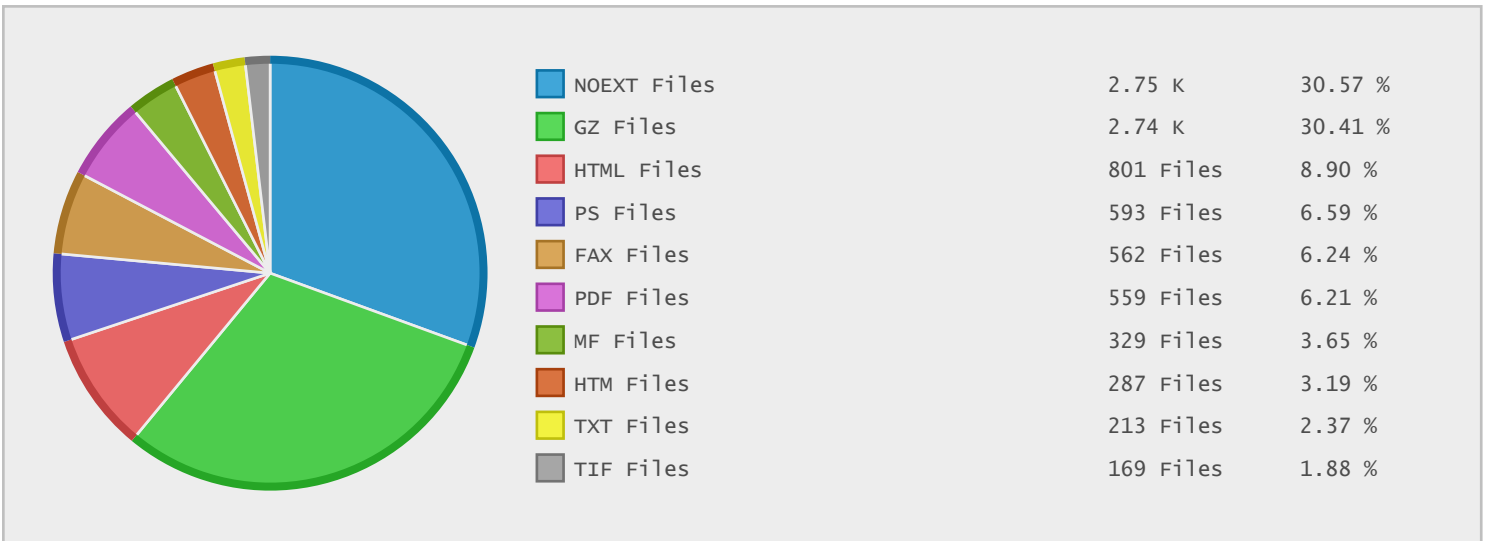 NOEXT Files 2.75 K 30.57 %
GZ Files 2.74 K 30.41 %
HTML Files 801 Files 8.90 %
PS Files 593 Files 6.59 %
FAX Files 562 Files 6.24 %
PDF Files 559 Files 6.21 %
MF Files 329 Files 3.65 %
HTM Files 287 Files 3.19 %
TXT Files 213 Files 2.37 %
TIF Files 169 Files 1.88 %